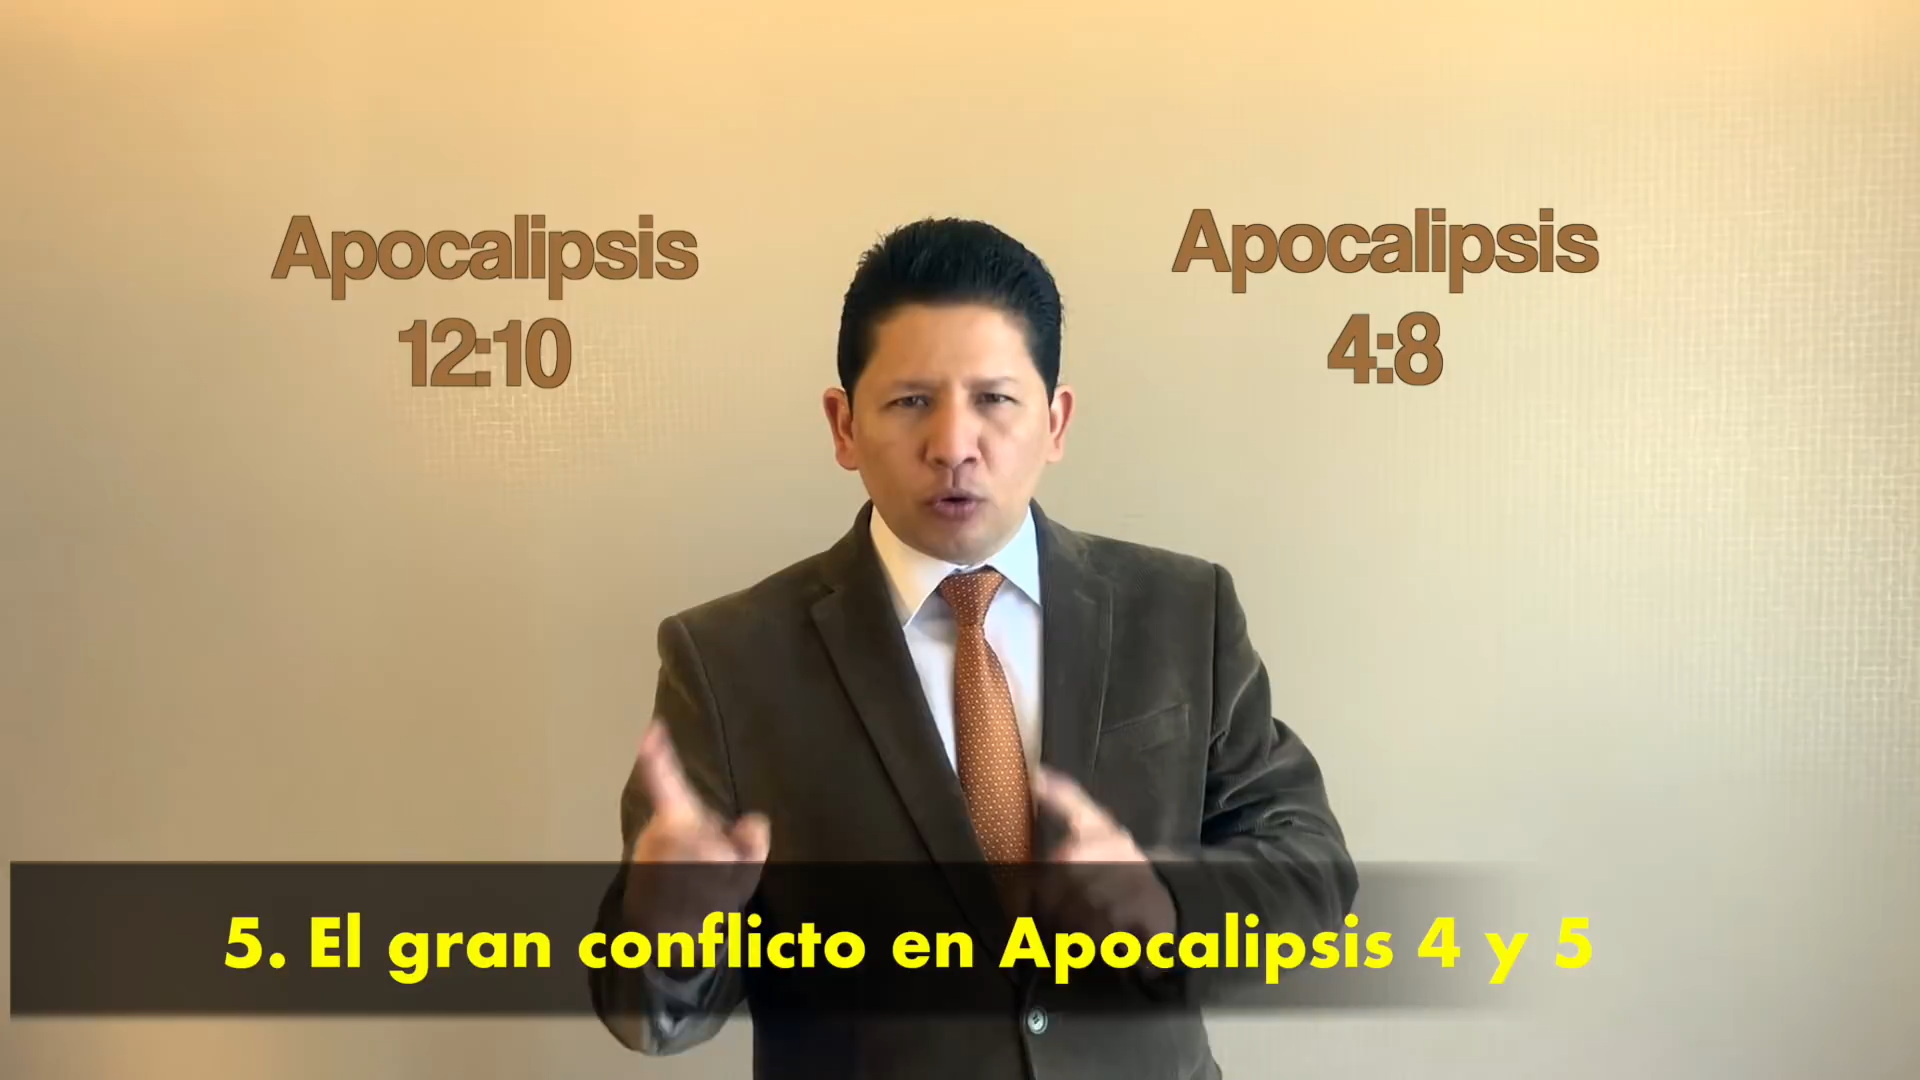 Apocalipsis
12:10
Apocalipsis
4:8
5. El gran conflicto en Apocalipsis 4 y 5